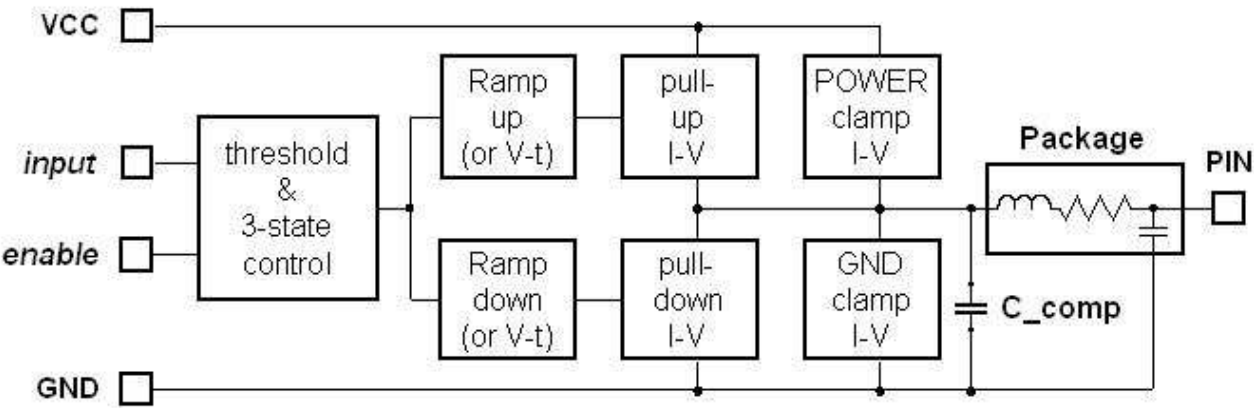 VCC
Ramp
up
(or V-t)
pull-
up
I-V
POWER
clamp
I-V
Package
PIN
input
threshold
&
3-state
control
enable
Ramp
down
(or V-t)
pull-
down
I-V
GND
clamp
I-V
C_comp
GND